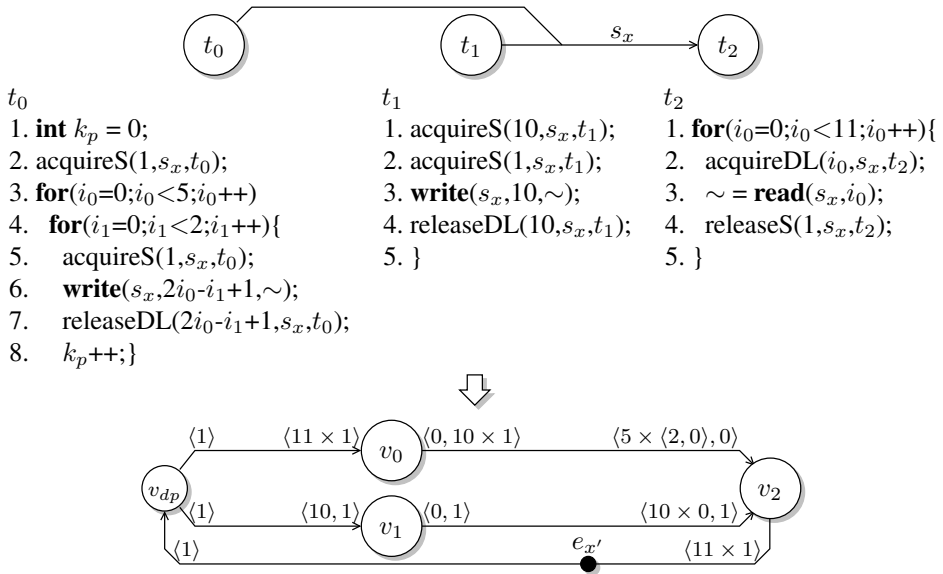 t₀ t₁ sₓ t₂
t₀
1. int kₚ = 0;
2. acquireS(1,sₓ,t₀);
3. for(i₀=0;i₀<5;i₀++)
4. for(i₁=0;i₁<2;i₁++){
5. acquireS(1,sₓ,t₀);
6. write(sₓ,2i₀-i₁+1,∼);
7. releaseDL(2i₀-i₁+1,sₓ,t₀);
8. kₚ++;}
t₁
1. acquireS(10,sₓ,t₁);
2. acquireS(1,sₓ,t₁);
3. write(sₓ,10,∼);
4. releaseDL(10,sₓ,t₁);
5. }
t₂
1. for(i₀=0;i₀<11;i₀++){
2. acquireDL(i₀,sₓ,t₂);
3. ∼ = read(sₓ,i₀);
4. releaseS(1,sₓ,t₂);
5. }
⟨1⟩ ⟨11 × 1⟩ v₀ ⟨0, 10 × 1⟩ ⟨5 × ⟨2, 0⟩, 0⟩
v_{dp} v₂
⟨1⟩ ⟨10, 1⟩ v₁ ⟨0, 1⟩ ⟨10 × 0, 1⟩
⟨1⟩ e_{x′} ⟨11 × 1⟩